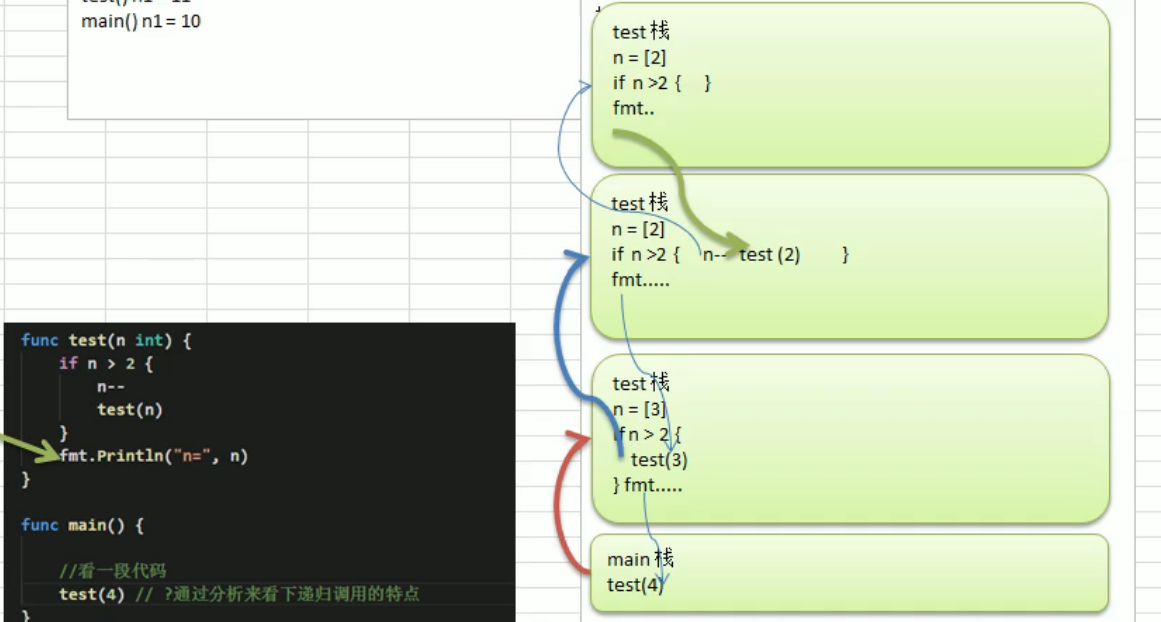 main() n1 = 10
test 栈
n = [2]
if n >2 { }
fmt..
test 栈
n = [2]
if n >2 { n-- test (2) }
fmt.....
test 栈
n = [3]
if n > 2 {
test(3)
} fmt.....
main 栈
test(4)
func test(n int) {
if n > 2 {
n--
test(n)
}
fmt.Println("n=", n)
}
func main() {
//看一段代码
test(4) // ?通过分析来看下递归调用的特点
}